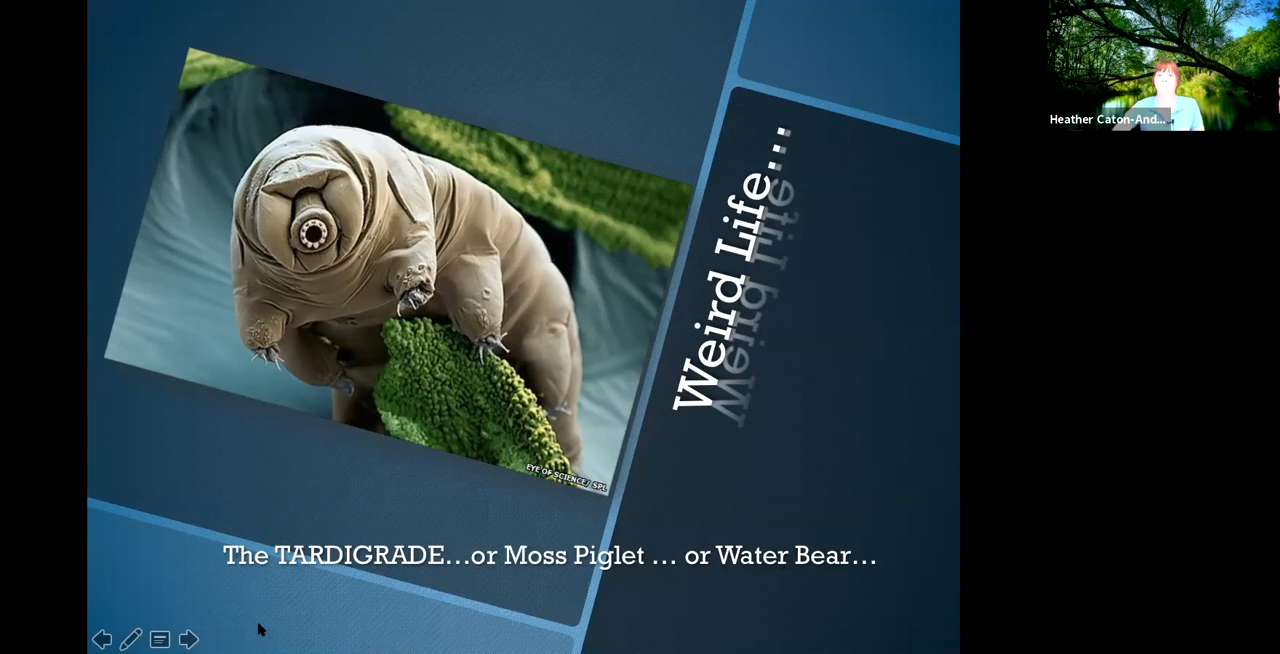 Heather Caton-And...
Weird Life...
EYE OF SCIENCE/ SPL
The TARDIGRADE...or Moss Piglet ... or Water Bear...